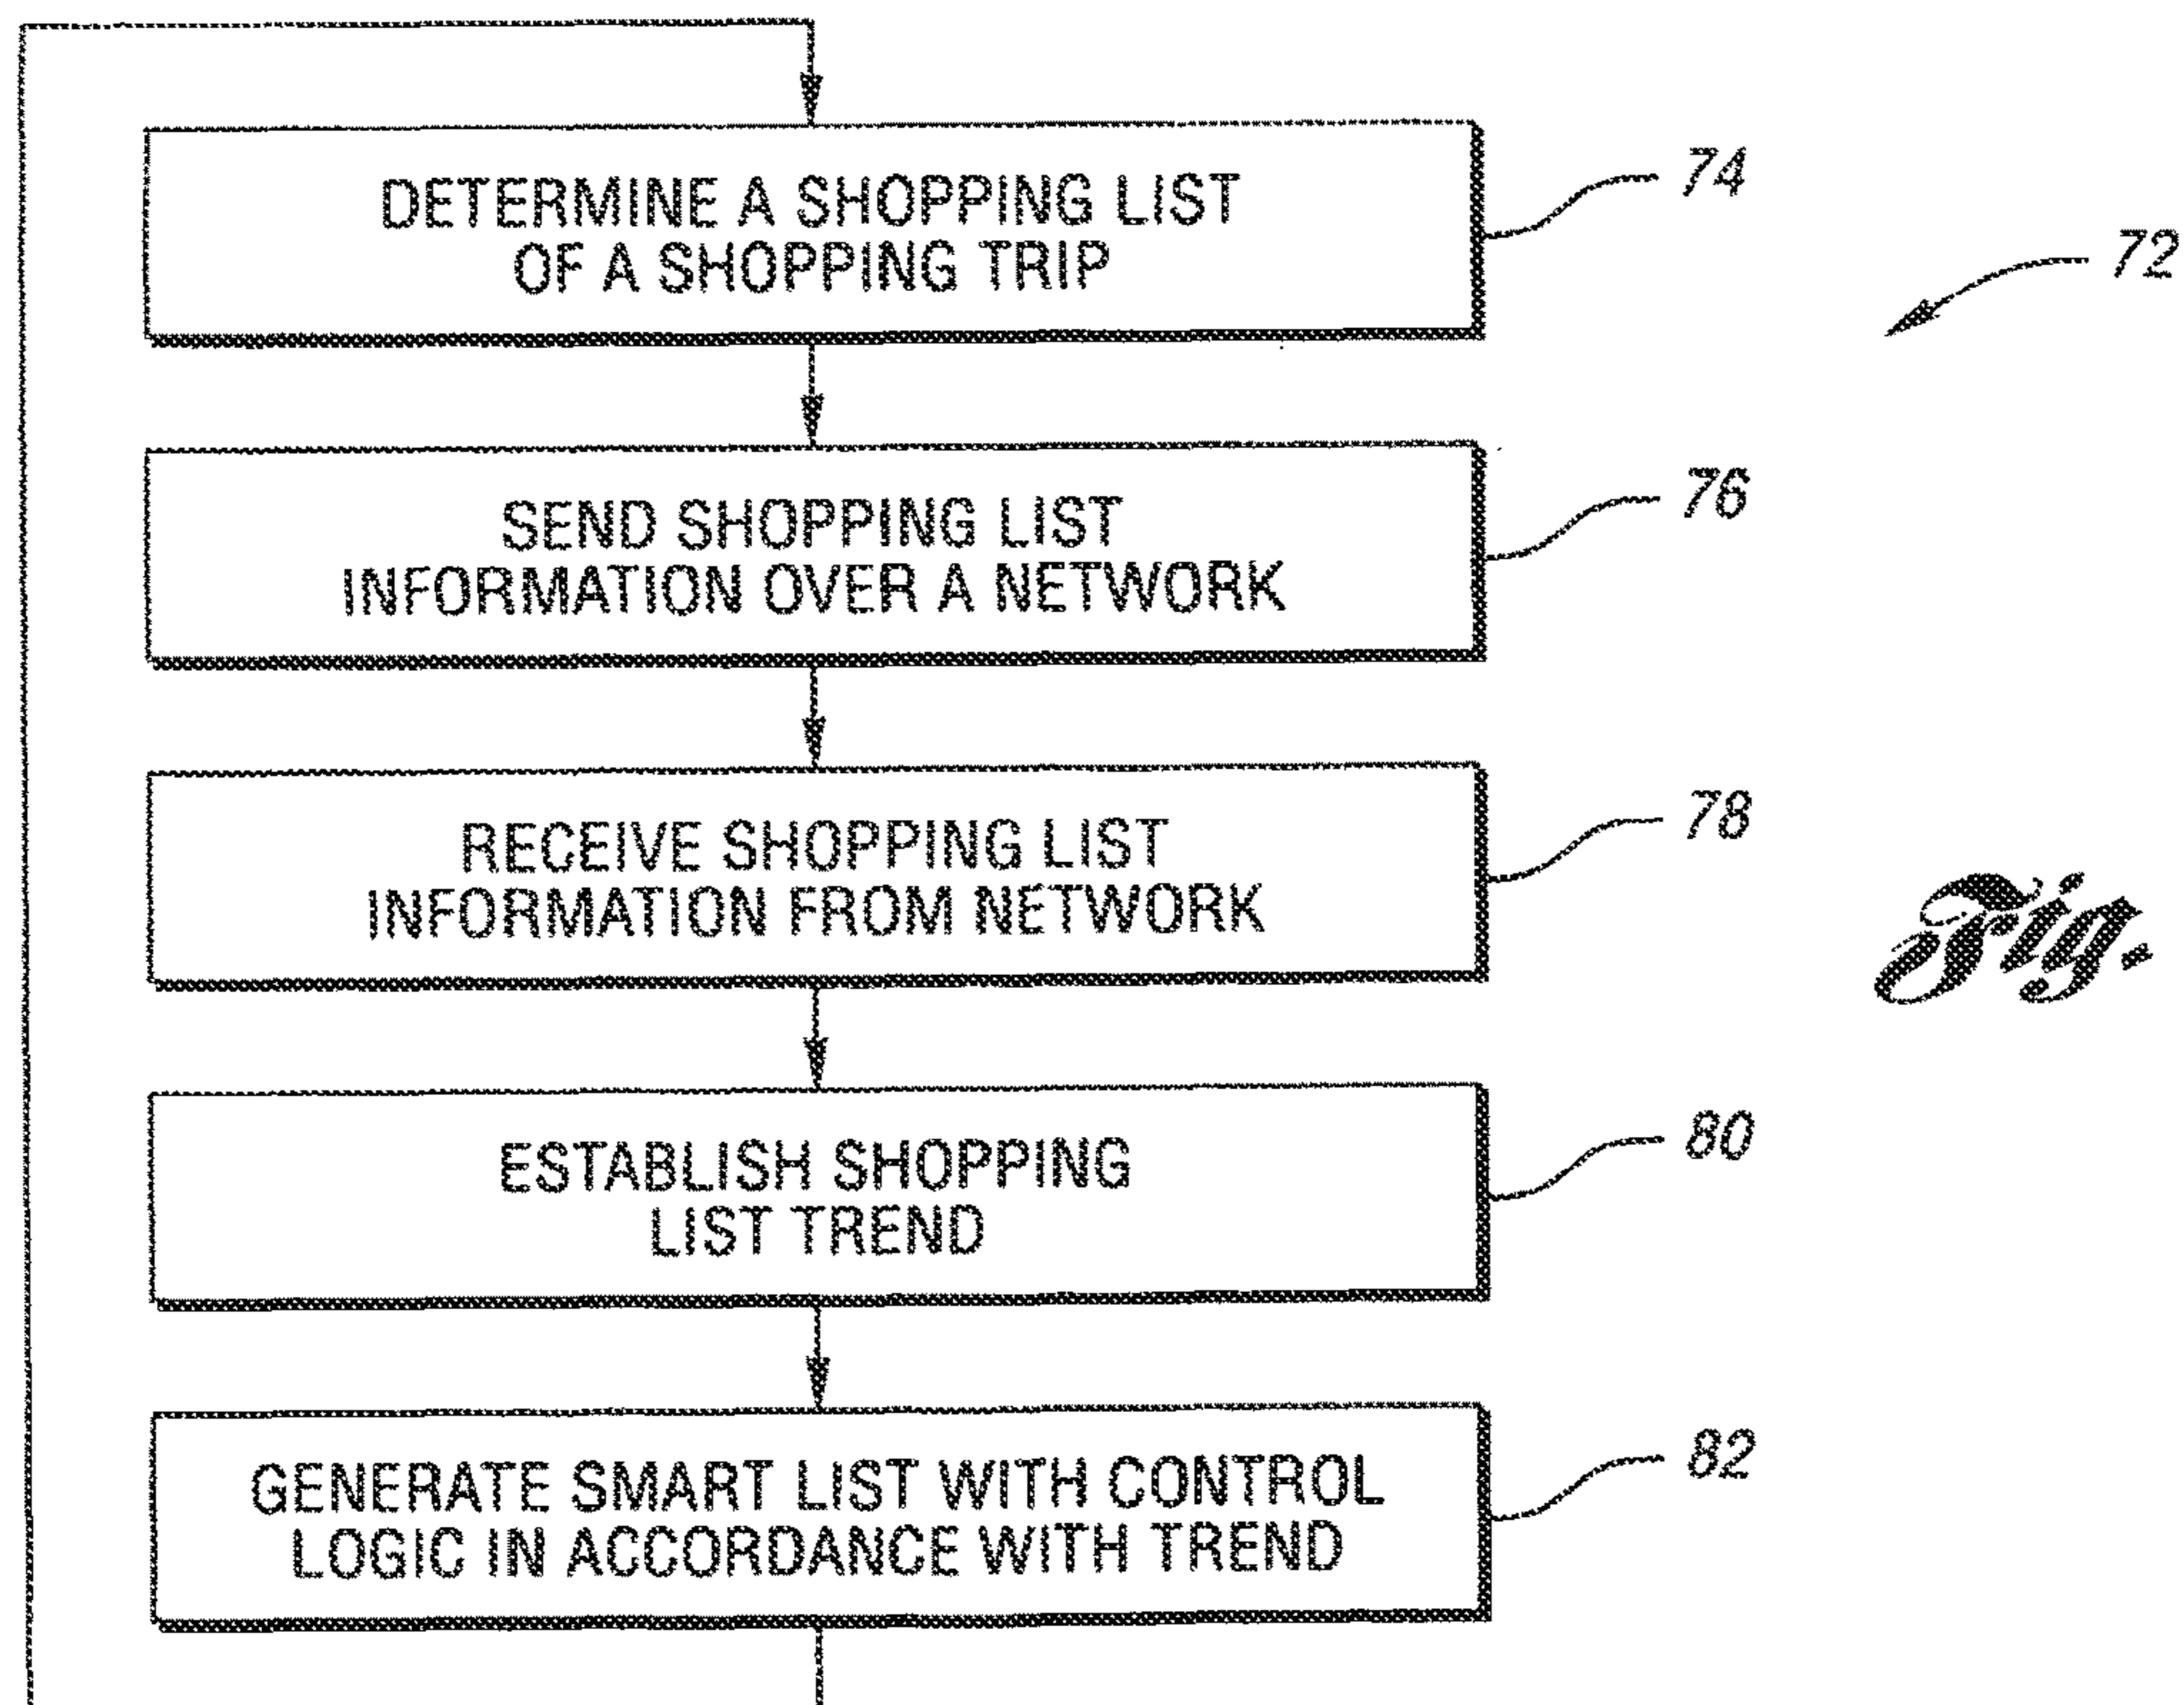 DETERMINE A SHOPPING LIST
OF A SHOPPING TRIP
74
72
SEND SHOPPING LIST
INFORMATION OVER A NETWORK
76
RECEIVE SHOPPING LIST
INFORMATION FROM NETWORK
78
Fig.
ESTABLISH SHOPPING
LIST TREND
80
GENERATE SMART LIST WITH CONTROL
LOGIC IN ACCORDANCE WITH TREND
82